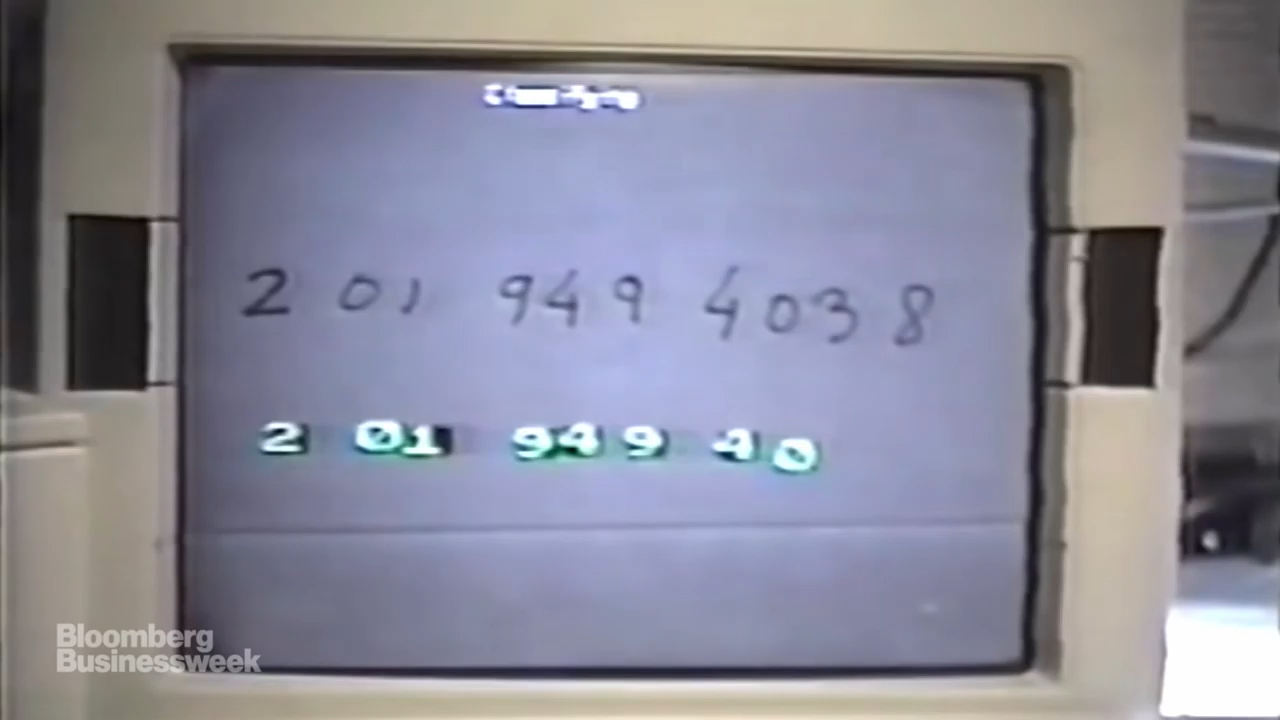 2 01 949 4038
2 01 949 40
Bloomberg
Businessweek